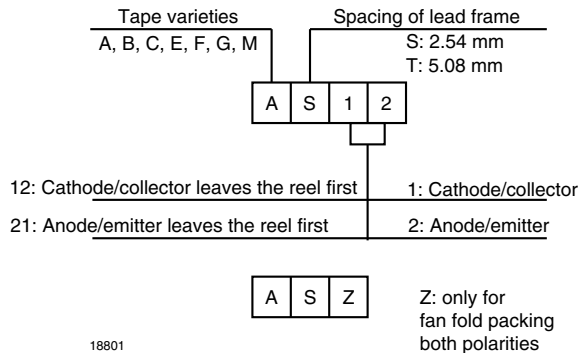 Tape varieties
Spacing of lead frame
A, B, C, E, F, G, M
S: 2.54 mm
T: 5.08 mm
A S 1 2
12: Cathode/collector leaves the reel first
1: Cathode/collector
21: Anode/emitter leaves the reel first
2: Anode/emitter
A S Z
Z: only for
fan fold packing
both polarities
18801